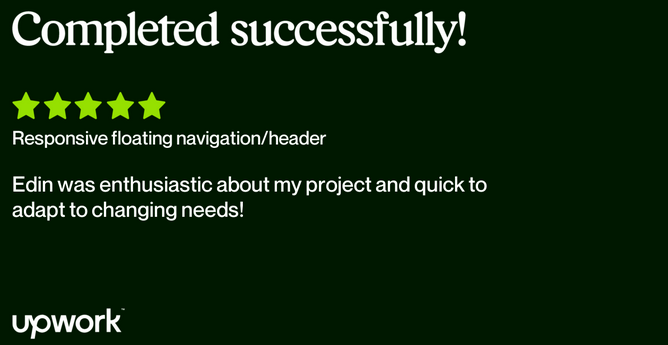 Completed successfully!
Responsive floating navigation/header
Edin was enthusiastic about my project and quick to
adapt to changing needs!
upwork™